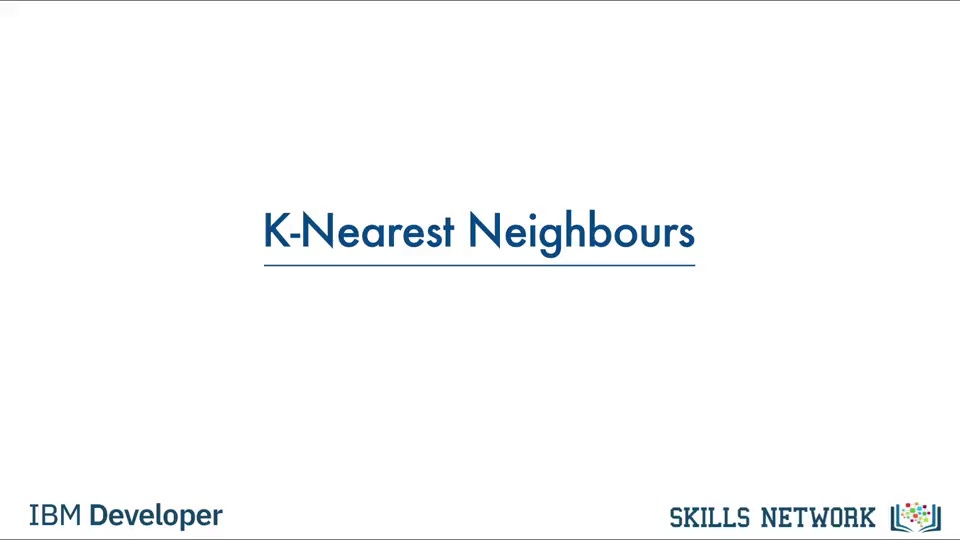 K-Nearest Neighbours
IBM Developer
SKILLS NETWORK